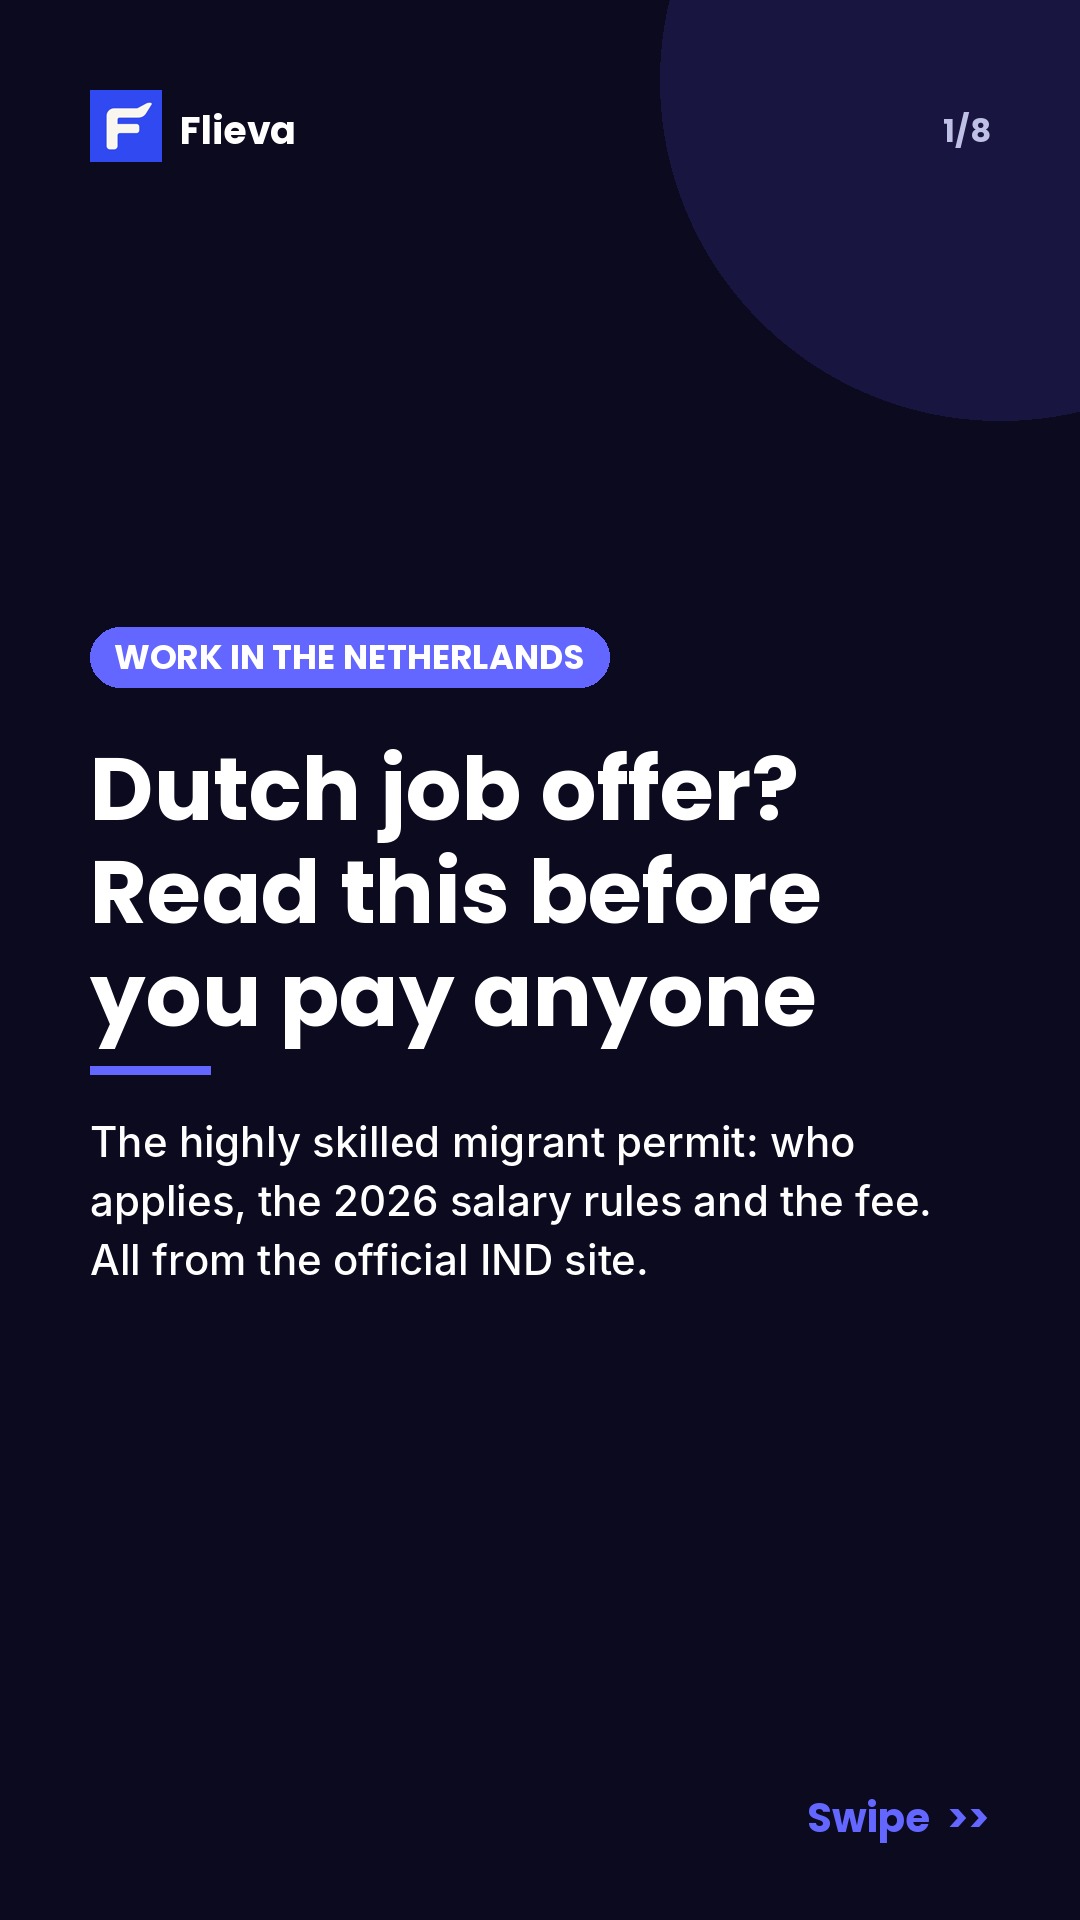 Flieva
1/8
WORK IN THE NETHERLANDS
Dutch job offer?
Read this before
you pay anyone
The highly skilled migrant permit: who
applies, the 2026 salary rules and the fee.
All from the official IND site.
Swipe >>